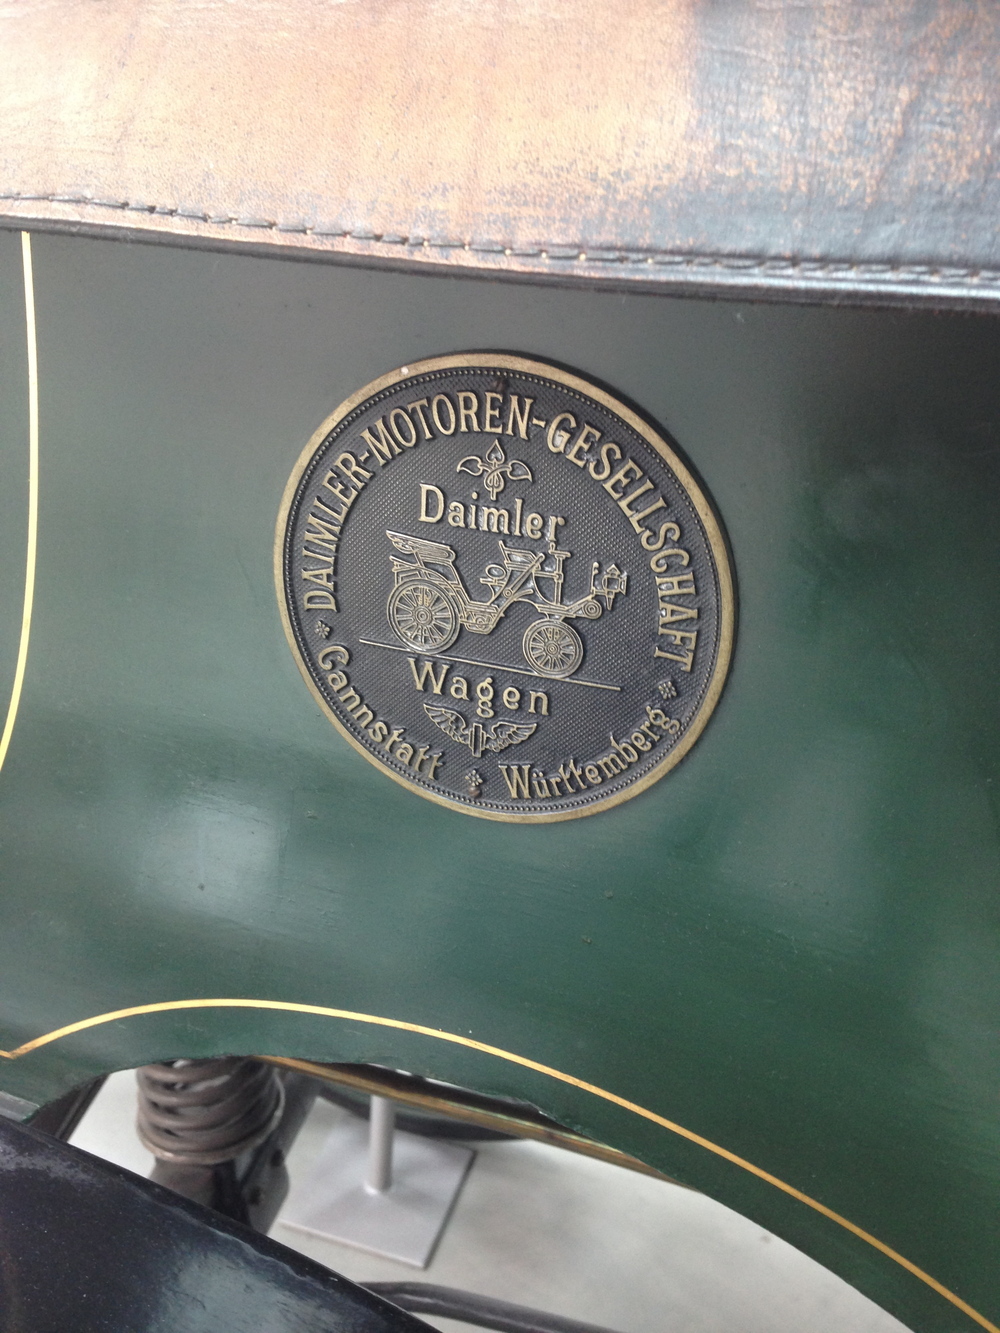 DAIMLER-MOTOREN-GESELLSCHAFT
Daimler
Wagen
Cannstatt Württemberg